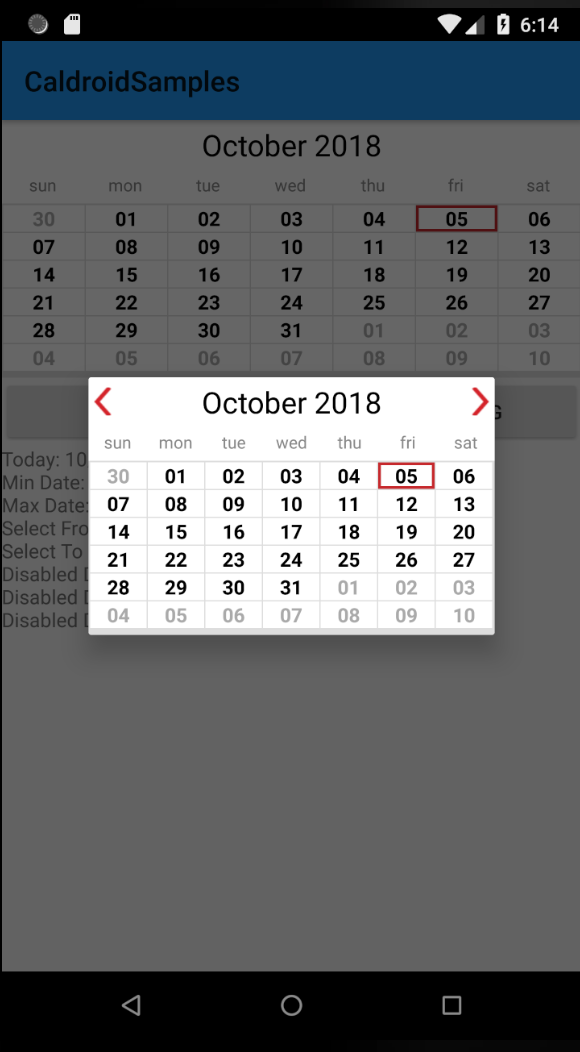 6:14
CaldroidSamples
October 2018
sun mon tue wed thu fri sat
30 01 02 03 04 05 06
07 08 09 10 11 12 13
14 15 16 17 18 19 20
21 22 23 24 25 26 27
28 29 30 31 01 02 03
04 05 06 07 08 09 10
G
October 2018
sun mon tue wed thu fri sat
30 01 02 03 04 05 06
07 08 09 10 11 12 13
14 15 16 17 18 19 20
21 22 23 24 25 26 27
28 29 30 31 01 02 03
04 05 06 07 08 09 10
Today: 10
Min Date:
Max Date:
Select Fro
Select To
Disabled D
Disabled D
Disabled D